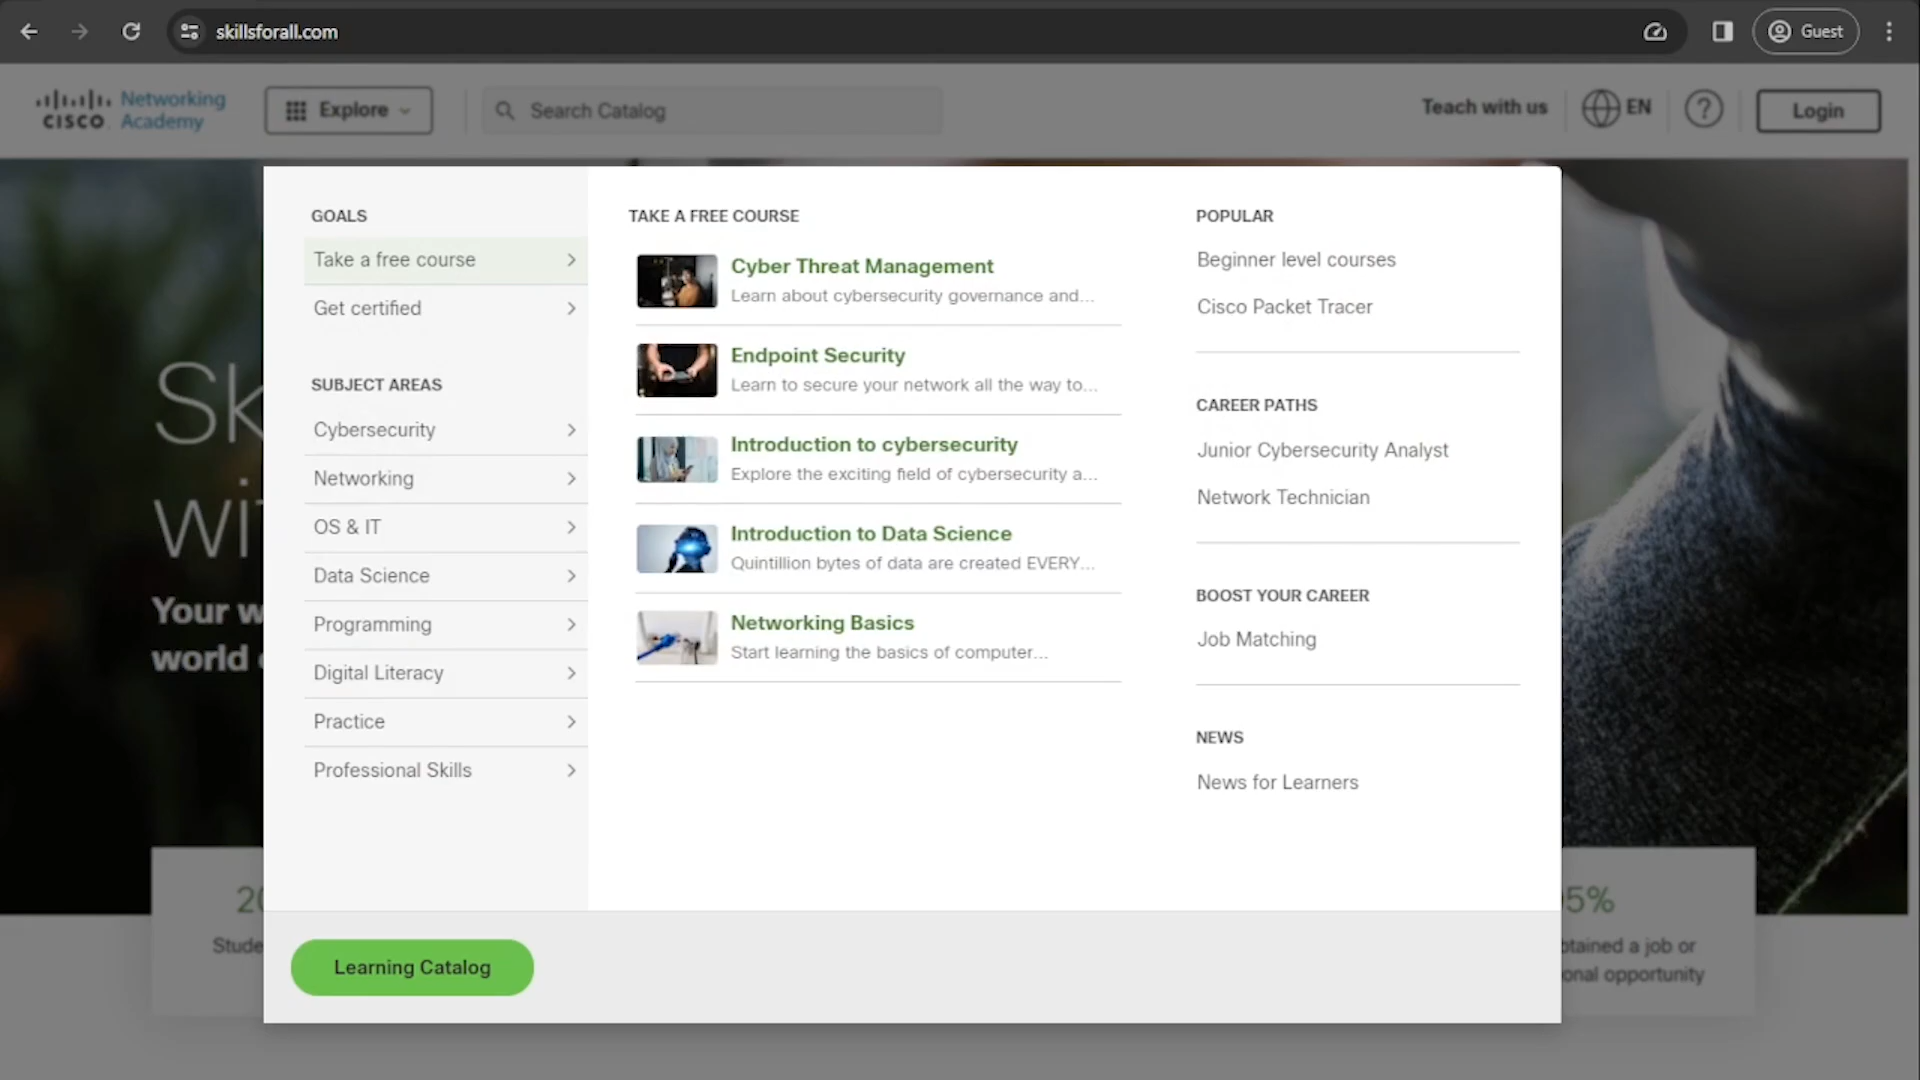 skillsforall.com
Guest
CISCO
Networking
Academy
Explore
Search Catalog
Teach with us
EN
?
Login
GOALS
Take a free course
Get certified
SUBJECT AREAS
Cybersecurity
Networking
OS & IT
Data Science
Programming
Digital Literacy
Practice
Professional Skills
TAKE A FREE COURSE
Cyber Threat Management
Learn about cybersecurity governance and...
Endpoint Security
Learn to secure your network all the way to...
Introduction to cybersecurity
Explore the exciting field of cybersecurity a...
Introduction to Data Science
Quintillion bytes of data are created EVERY...
Networking Basics
Start learning the basics of computer...
POPULAR
Beginner level courses
Cisco Packet Tracer
CAREER PATHS
Junior Cybersecurity Analyst
Network Technician
BOOST YOUR CAREER
Job Matching
NEWS
News for Learners
Learning Catalog
Your
world
a job or
opportunity